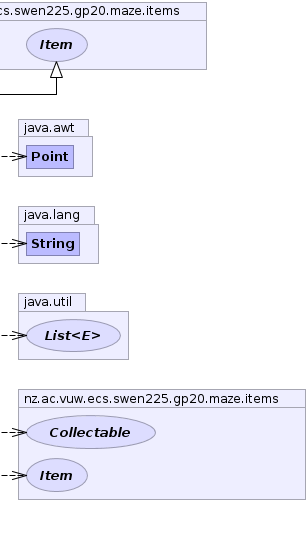 cs.swen225.gp20.maze.items
Item
java.awt
Point
java.lang
String
java.util
List<E>
nz.ac.vuw.ecs.swen225.gp20.maze.items
Collectable
Item